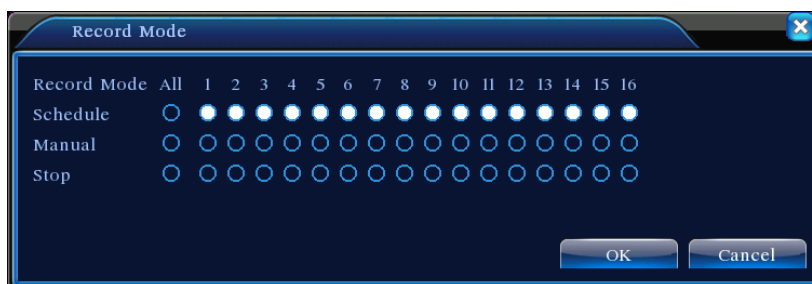 Record Mode
Record Mode All 1 2 3 4 5 6 7 8 9 10 11 12 13 14 15 16
Schedule
Manual
Stop
OK Cancel